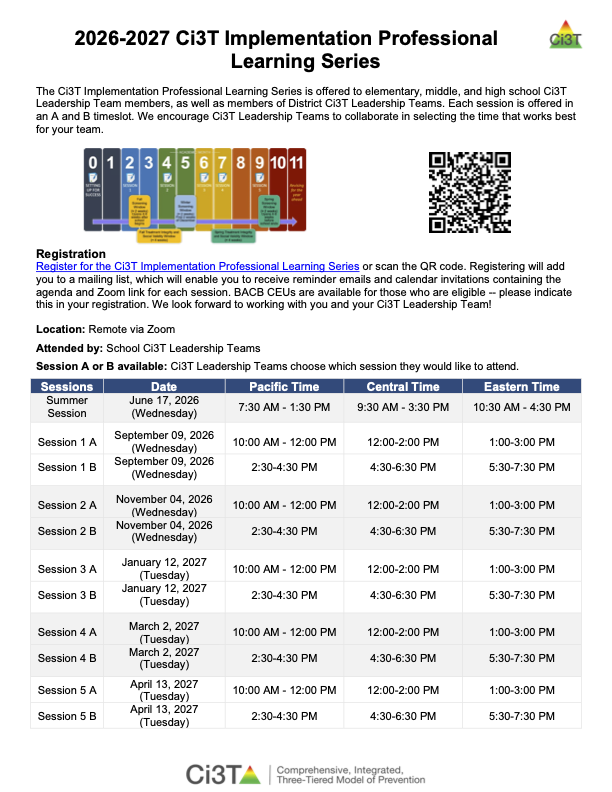 2026-2027 Ci3T Implementation Professional
Learning Series
Ci3T
The Ci3T Implementation Professional Learning Series is offered to elementary, middle, and high school Ci3T
Leadership Team members, as well as members of District Ci3T Leadership Teams. Each session is offered in
an A and B timeslot. We encourage Ci3T Leadership Teams to collaborate in selecting the time that works best
for your team.
0 1 2 3 4 5 6 7 8 9 10 11
SETTING UP FOR SUCCESS
Registration
Register for the Ci3T Implementation Professional Learning Series or scan the QR code. Registering will add
you to a mailing list, which will enable you to receive reminder emails and calendar invitations containing the
agenda and Zoom link for each session. BACB CEUs are available for those who are eligible -- please indicate
this in your registration. We look forward to working with you and your Ci3T Leadership Team!
Location: Remote via Zoom
Attended by: School Ci3T Leadership Teams
Session A or B available: Ci3T Leadership Teams choose which session they would like to attend.
Sessions Date Pacific Time Central Time Eastern Time
Summer Session June 17, 2026 (Wednesday) 7:30 AM - 1:30 PM 9:30 AM - 3:30 PM 10:30 AM - 4:30 PM
Session 1 A September 09, 2026 (Wednesday) 10:00 AM - 12:00 PM 12:00-2:00 PM 1:00-3:00 PM
Session 1 B September 09, 2026 (Wednesday) 2:30-4:30 PM 4:30-6:30 PM 5:30-7:30 PM
Session 2 A November 04, 2026 (Wednesday) 10:00 AM - 12:00 PM 12:00-2:00 PM 1:00-3:00 PM
Session 2 B November 04, 2026 (Wednesday) 2:30-4:30 PM 4:30-6:30 PM 5:30-7:30 PM
Session 3 A January 12, 2027 (Tuesday) 10:00 AM - 12:00 PM 12:00-2:00 PM 1:00-3:00 PM
Session 3 B January 12, 2027 (Tuesday) 2:30-4:30 PM 4:30-6:30 PM 5:30-7:30 PM
Session 4 A March 2, 2027 (Tuesday) 10:00 AM - 12:00 PM 12:00-2:00 PM 1:00-3:00 PM
Session 4 B March 2, 2027 (Tuesday) 2:30-4:30 PM 4:30-6:30 PM 5:30-7:30 PM
Session 5 A April 13, 2027 (Tuesday) 10:00 AM - 12:00 PM 12:00-2:00 PM 1:00-3:00 PM
Session 5 B April 13, 2027 (Tuesday) 2:30-4:30 PM 4:30-6:30 PM 5:30-7:30 PM
Ci3T
Comprehensive, Integrated,
Three-Tiered Model of Prevention